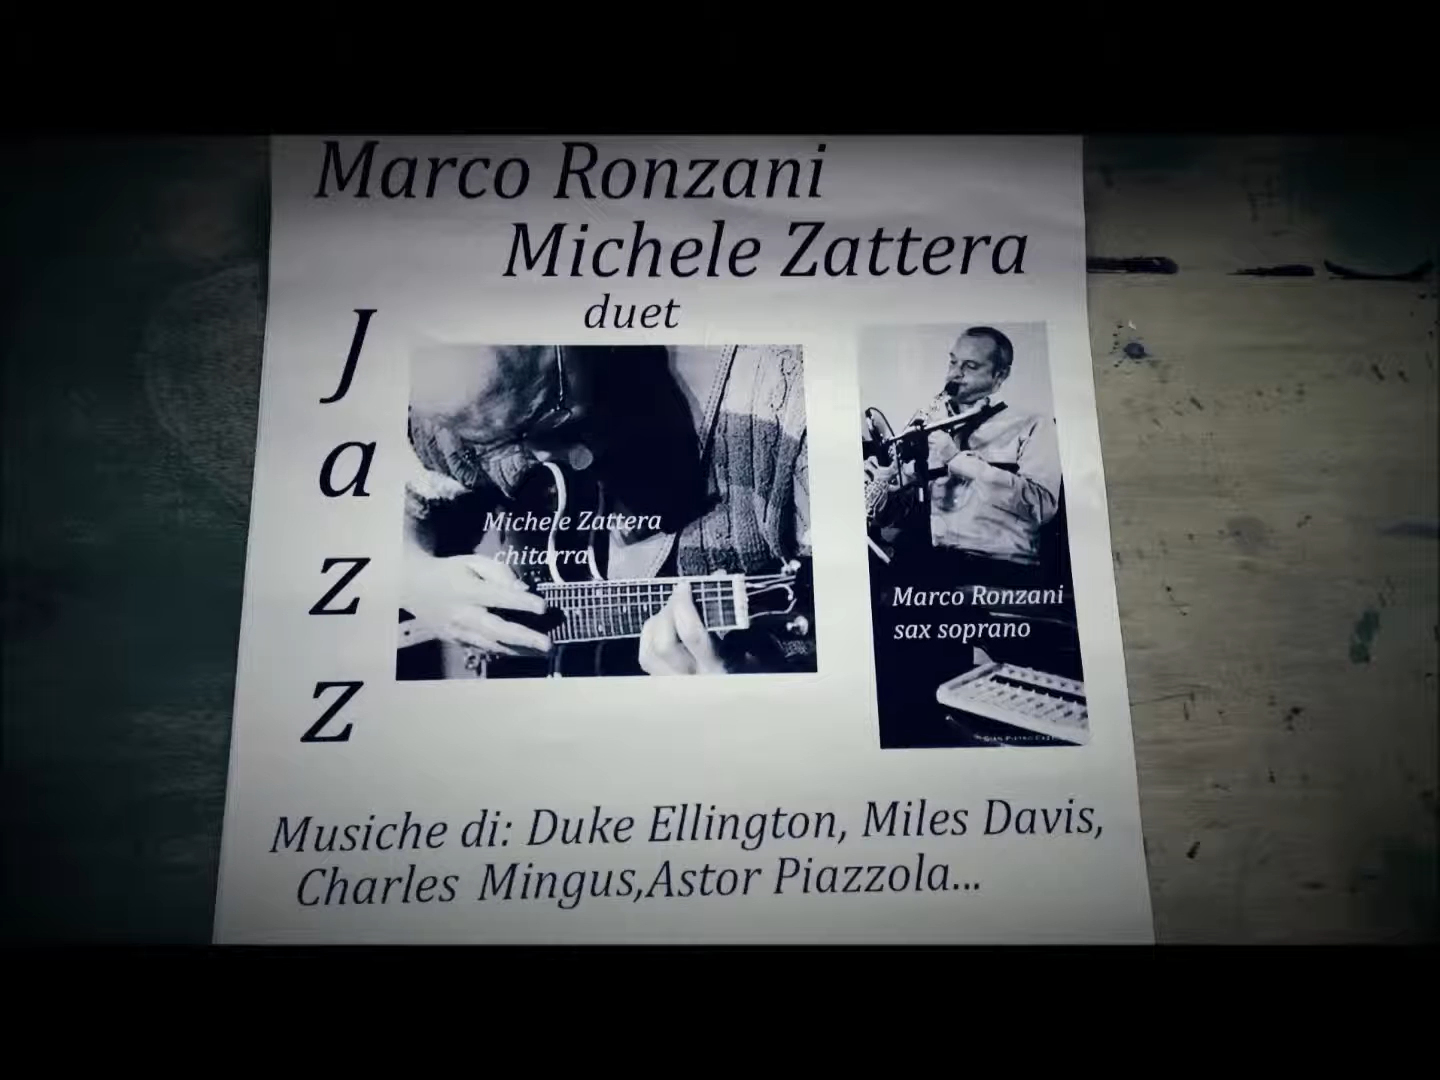 Marco Ronzani
Michele Zattera
duet
Jazz
Michele Zattera
chitarra
Marco Ronzani
sax soprano
Musiche di: Duke Ellington, Miles Davis,
Charles Mingus,Astor Piazzola...